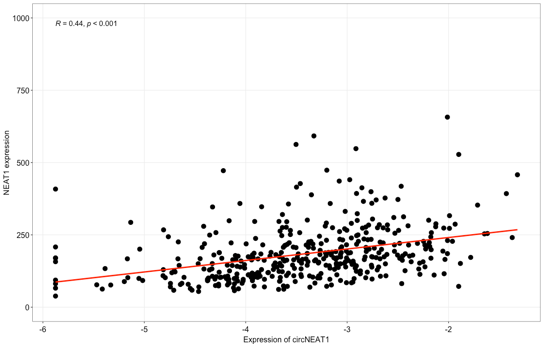 R = 0.44, p < 0.001
1000
750
500
250
0
NEAT1 expression
-6 -5 -4 -3 -2
Expression of circNEAT1